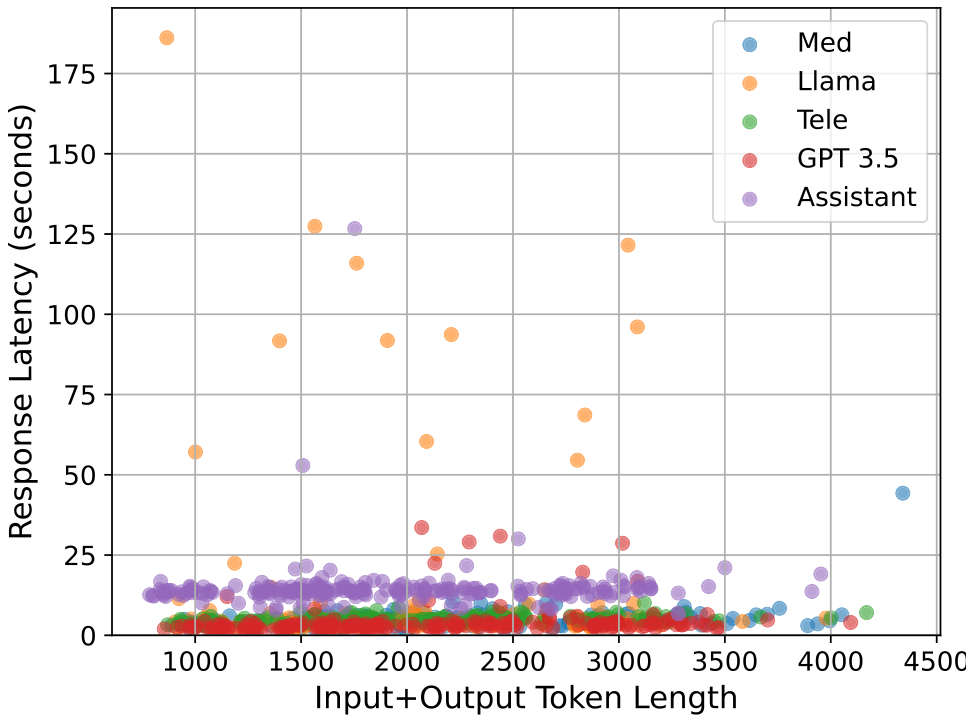 Med
Llama
Tele
GPT 3.5
Assistant
Response Latency (seconds)
175
150
125
100
75
50
25
0
1000 1500 2000 2500 3000 3500 4000 4500
Input+Output Token Length